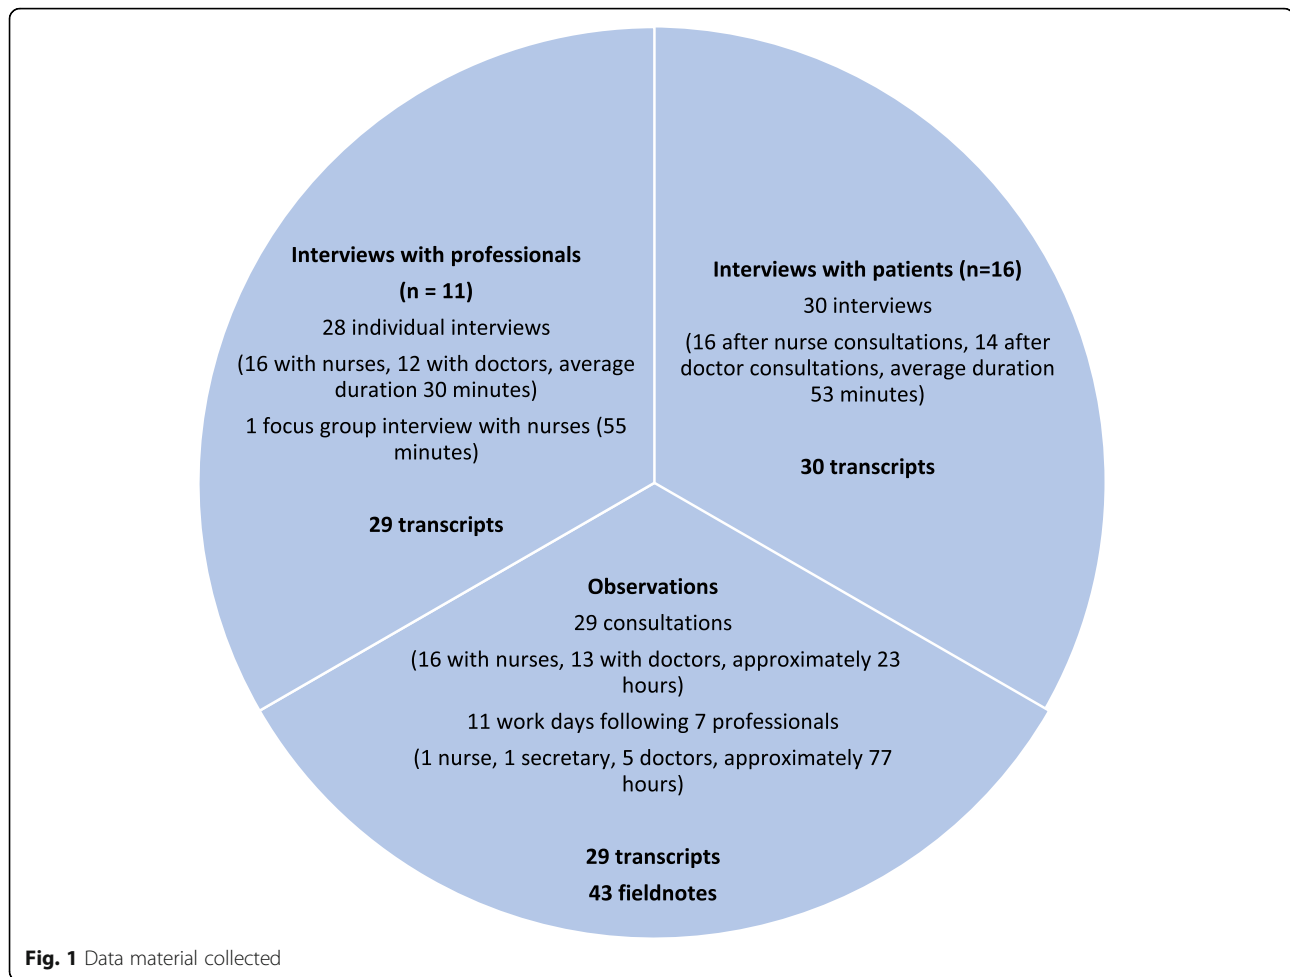 Interviews with professionals
(n = 11)
28 individual interviews
(16 with nurses, 12 with doctors, average
duration 30 minutes)
1 focus group interview with nurses (55
minutes)
29 transcripts
Interviews with patients (n=16)
30 interviews
(16 after nurse consultations, 14 after
doctor consultations, average duration
53 minutes)
30 transcripts
Observations
29 consultations
(16 with nurses, 13 with doctors, approximately 23
hours)
11 work days following 7 professionals
(1 nurse, 1 secretary, 5 doctors, approximately 77
hours)
29 transcripts
43 fieldnotes
Fig. 1 Data material collected